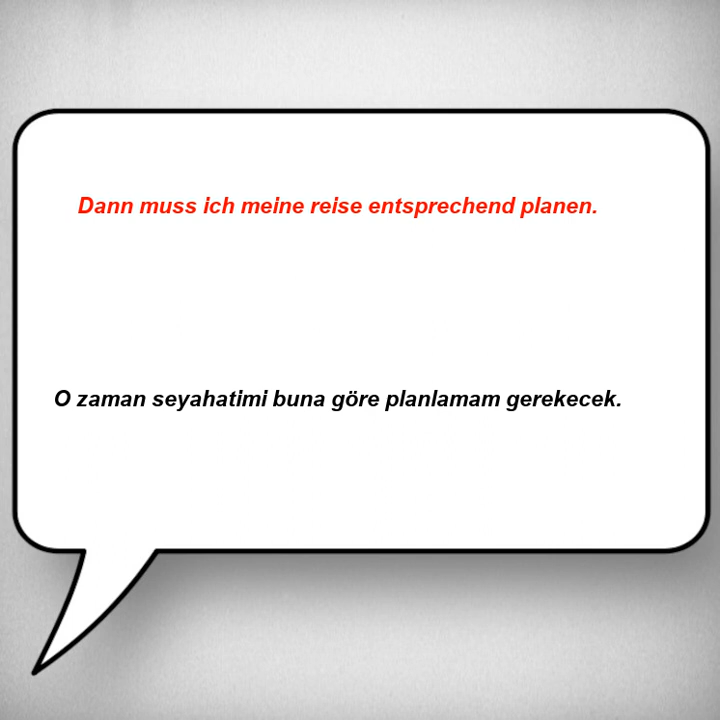 Dann muss ich meine reise entsprechend planen.
O zaman seyahatimi buna göre planlamam gerekecek.